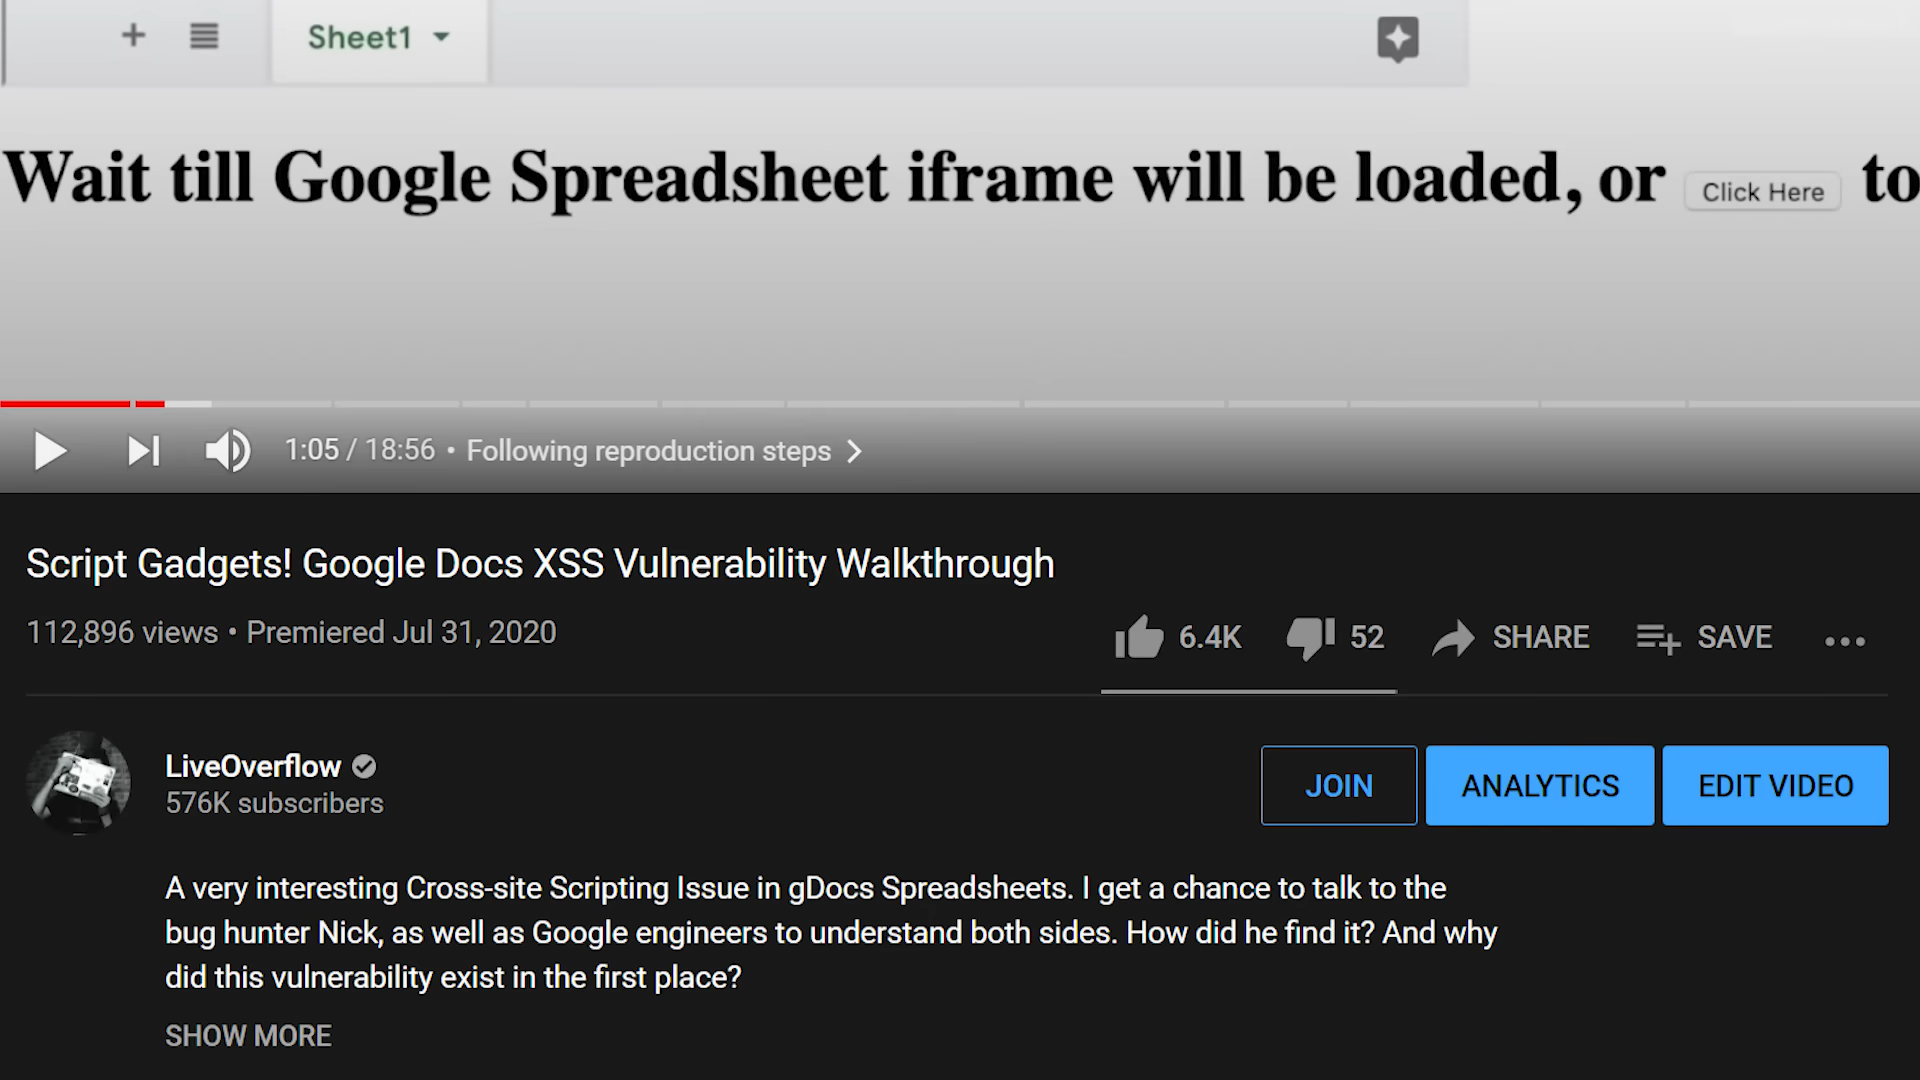 Sheet1
Wait till Google Spreadsheet iframe will be loaded, or Click Here to
1:05 / 18:56 • Following reproduction steps
Script Gadgets! Google Docs XSS Vulnerability Walkthrough
112,896 views • Premiered Jul 31, 2020
6.4K 52 SHARE SAVE
LiveOverflow
576K subscribers
JOIN ANALYTICS EDIT VIDEO
A very interesting Cross-site Scripting Issue in gDocs Spreadsheets. I get a chance to talk to the
bug hunter Nick, as well as Google engineers to understand both sides. How did he find it? And why
did this vulnerability exist in the first place?
SHOW MORE